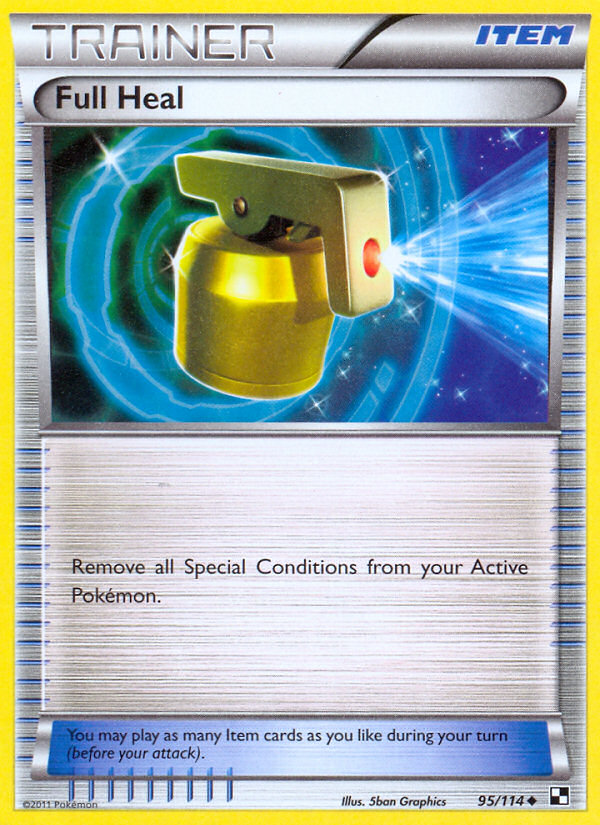 TRAINER
ITEM
Full Heal
Remove all Special Conditions from your Active
Pokémon.
You may play as many Item cards as you like during your turn
(before your attack).
©2011 Pokémon
Illus. 5ban Graphics
95/114